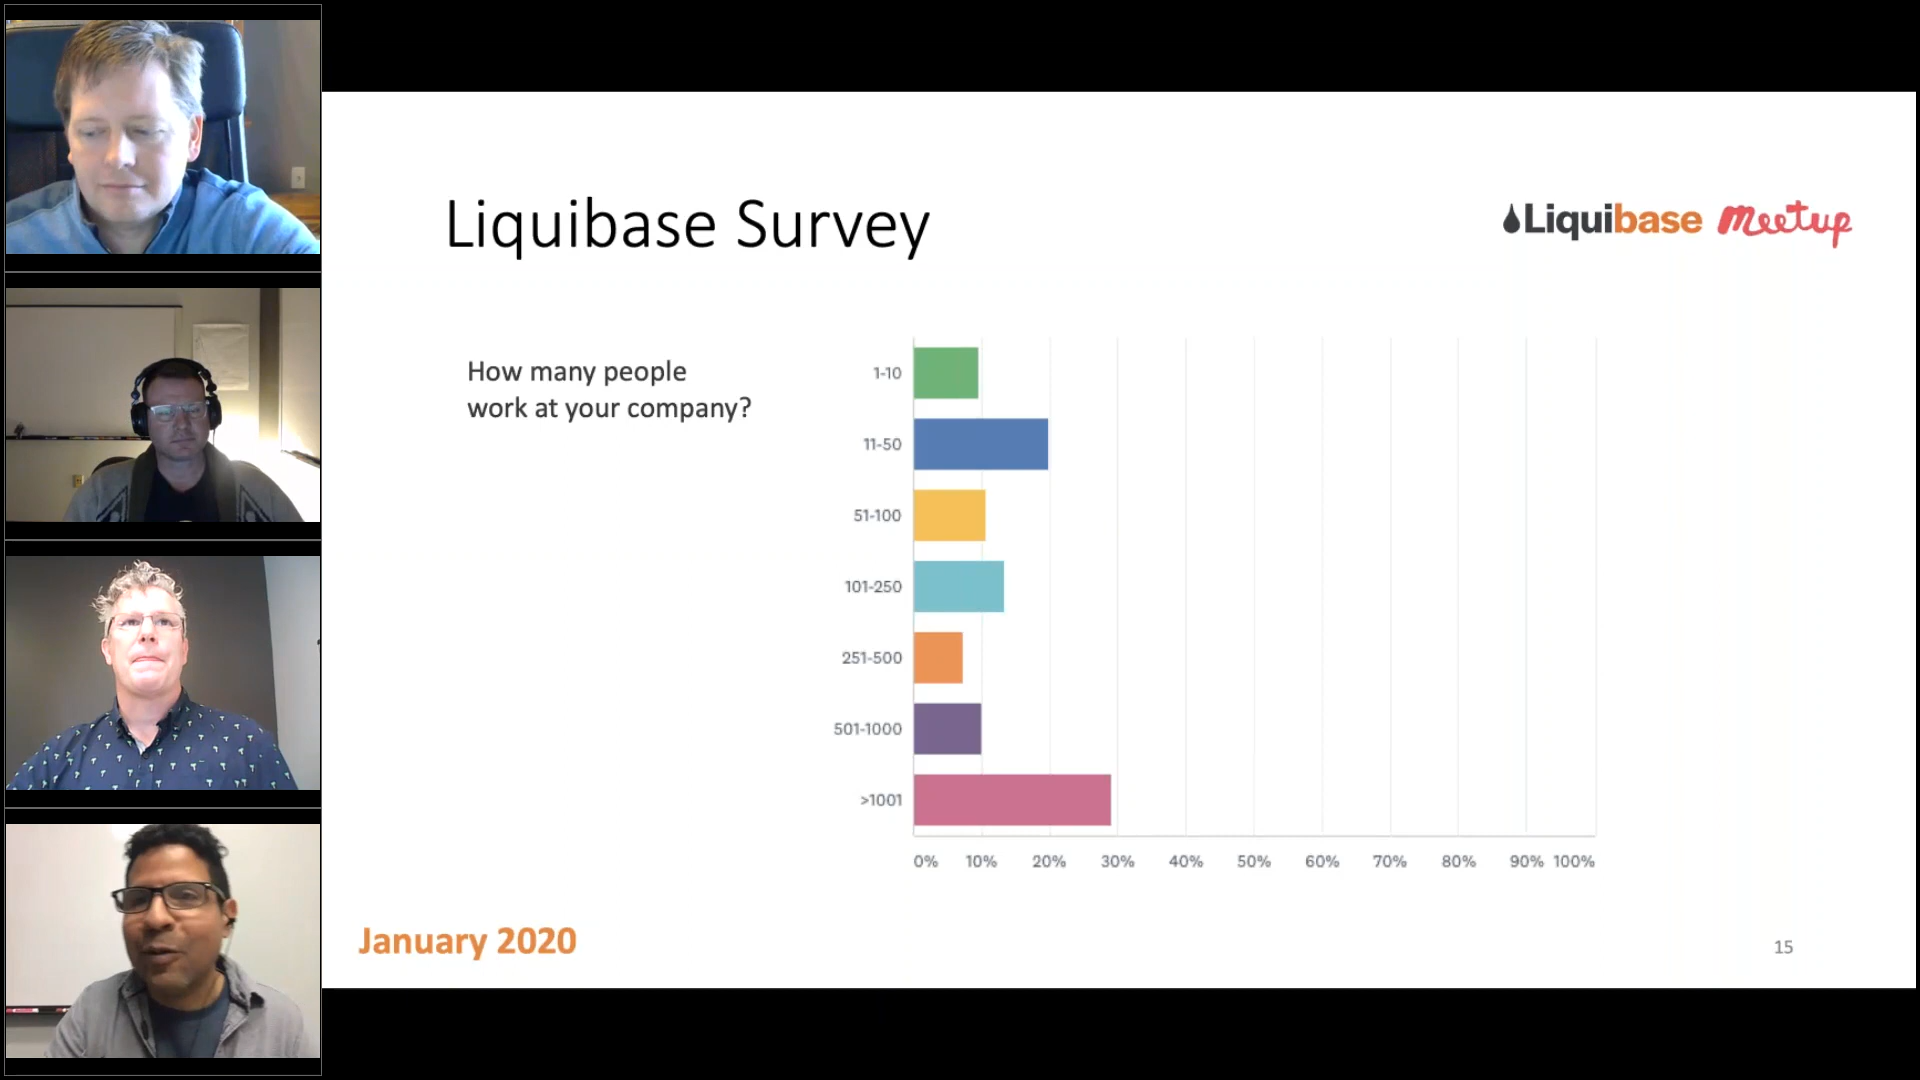 Liquibase Survey
Liquibase Meetup
How many people
work at your company?
1-10
11-50
51-100
101-250
251-500
501-1000
>1001
0% 10% 20% 30% 40% 50% 60% 70% 80% 90% 100%
January 2020
15